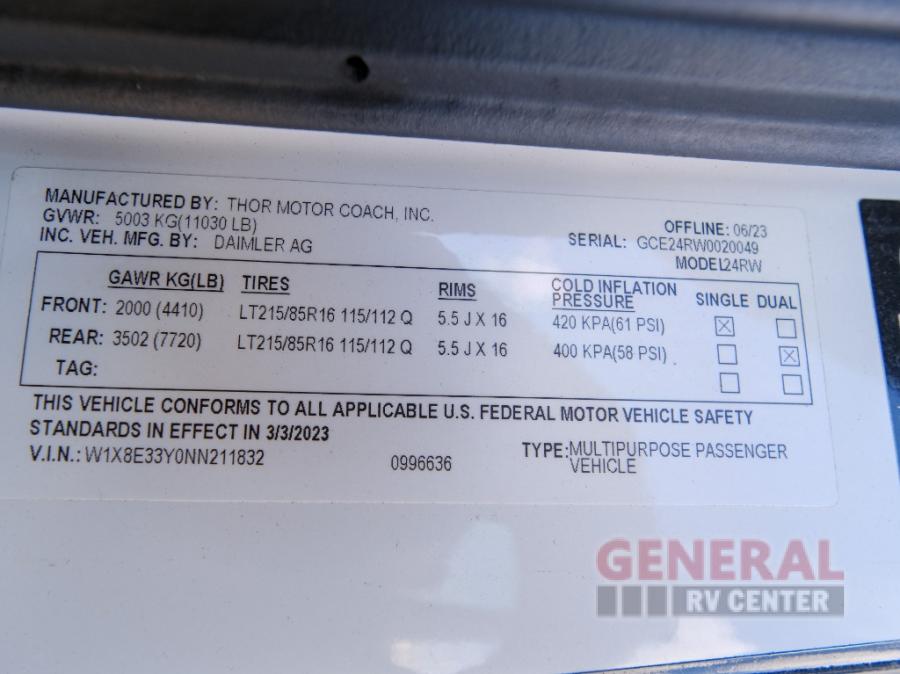 MANUFACTURED BY: THOR MOTOR COACH, INC.
GVWR: 5003 KG(11030 LB)
OFFLINE: 06/23
INC. VEH. MFG. BY: DAIMLER AG
SERIAL: GCE24RW0020049
MODEL24RW
GAWR KG(LB) TIRES RIMS COLD INFLATION PRESSURE SINGLE DUAL
FRONT: 2000 (4410) LT215/85R16 115/112 Q 5.5 J X 16 420 KPA(61 PSI) ☒ ☐
REAR: 3502 (7720) LT215/85R16 115/112 Q 5.5 J X 16 400 KPA(58 PSI) ☐ ☒
TAG: ☐ ☐
THIS VEHICLE CONFORMS TO ALL APPLICABLE U.S. FEDERAL MOTOR VEHICLE SAFETY
STANDARDS IN EFFECT IN 3/3/2023
V.I.N.: W1X8E33Y0NN211832 0996636 TYPE: MULTIPURPOSE PASSENGER
VEHICLE
GENERAL
RV CENTER